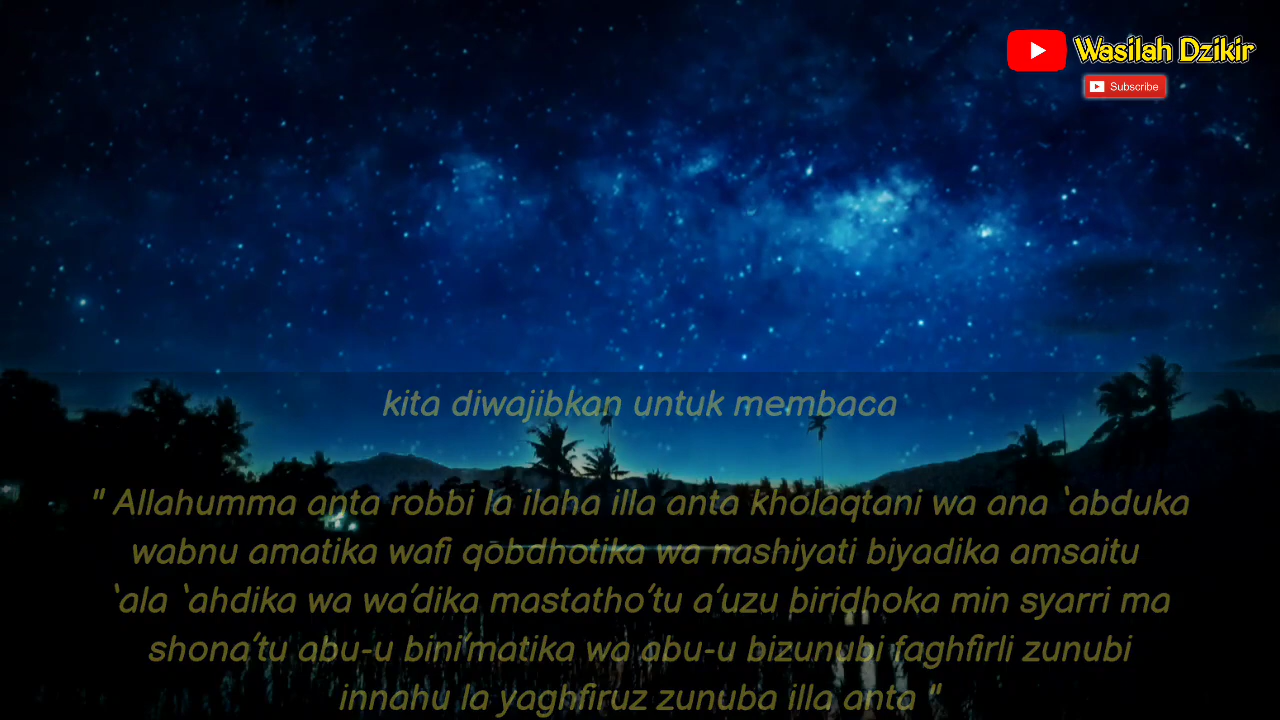 Wasilah Dzikir
Subscribe
kita diwajibkan untuk membaca
" Allahumma anta robbi la ilaha illa anta kholaqtani wa ana ‘abduka
wabnu amatika wafi qobdhotika wa nashiyati biyadika amsaitu
‘ala ‘ahdika wa wa’dika mastatho’tu a’uzu biridhoka min syarri ma
shona’tu abu-u bini’matika wa abu-u bizunubi faghfirli zunubi
innahu la yaghfiruz zunuba illa anta "